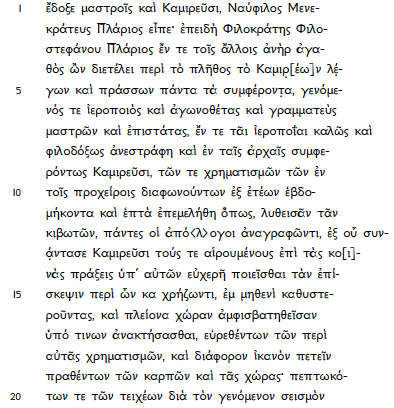 1 ἔδοξε μαστροῖς καὶ Καμιρεῦσι, Ναύφιλος Μενε-
κράτευς Πλάριος εἶπε· ἐπειδὴ Φιλοκράτης Φιλο-
στεφάνου Πλάριος ἔν τε τοῖς ἄλλοις ἀνὴρ ἀγα-
θὸς ὢν διετέλει περὶ τὸ πλῆθος τὸ Καμιρ[έω]ν λέ̣-
5 γων καὶ πράσσων πάντα τὰ συμφέροντ̣α, γενόμε-
νός τε ἱεροποιὸς καὶ ἀγωνοθέτας καὶ γραμματεὺς
μαστρῶν καὶ ἐπιστάτας, ἔν τε τᾶι ἱεροποΐαι καλῶς καὶ
φιλοδόξως ἀνεστράφη καὶ ἐν ταῖς ἀρχαῖς συμφε-
ρόντως Καμιρεῦσι, τῶν τε χρηματισμῶν τῶν ἐν
10 τοῖς προχείροις διαφωνούντων ἐξ ἐτέων ἑβδο-
μήκοντα καὶ ἑπτὰ ἐπεμελήθη ὅπως, λυθεισᾶν τᾶν
κιβωτῶν, πάντες οἱ ἀπό<λ>ογοι ἀναγραφῶντι, ἐξ οὗ συν-
ά̣ντασε Καμιρεῦσι τούς τε αἱρουμένους ἐπὶ τὰς κο[ι]-
νὰς πράξεις ὑπ’ αὐτῶν εὐχερῆ ποιεῖσθαι τὰν ἐπί-
15 σκεψιν περὶ ὧν κα χρήζωντι, ἐμ μηθενὶ καθυστε-
ροῦντας, καὶ πλείονα χώραν ἀμφισβατηθεῖσαν
ὑπό τινων ἀνακτήσασθαι, εὑρεθέντων τῶν περὶ
αὐτᾶς χρηματισμῶν, καὶ διάφορον ἱκανὸν πετεῖν
πραθέντων τῶν καρπῶν καὶ τᾶς χώρας· πεπτωκό-
20 των τε τῶν τειχέων διὰ τὸν γενόμενον σεισμὸν